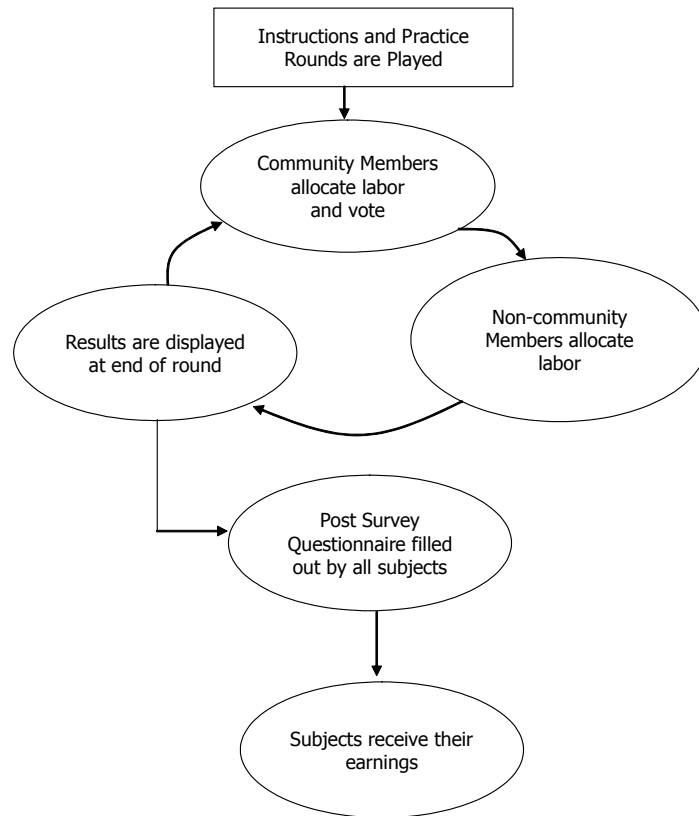 Instructions and Practice
Rounds are Played
Community Members
allocate labor
and vote
Non-community
Members allocate
labor
Results are displayed
at end of round
Post Survey
Questionnaire filled
out by all subjects
Subjects receive their
earnings